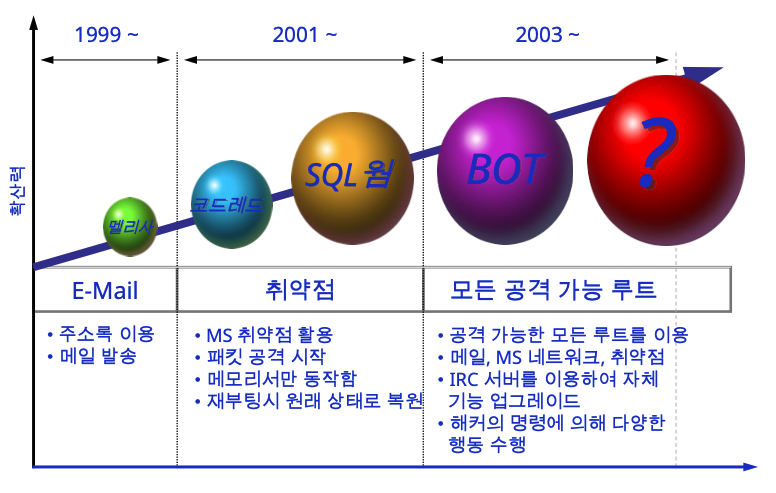 1999 ~
2001 ~
2003 ~
확산력
멜리사
코드레드
SQL웜
BOT
?
E-Mail
취약점
모든 공격 가능 루트
• 주소록 이용
• 메일 발송
• MS 취약점 활용
• 패킷 공격 시작
• 메모리서만 동작함
• 재부팅시 원래 상태로 복원
• 공격 가능한 모든 루트를 이용
• 메일, MS 네트워크, 취약점
• IRC 서버를 이용하여 자체
기능 업그레이드
• 해커의 명령에 의해 다양한
행동 수행